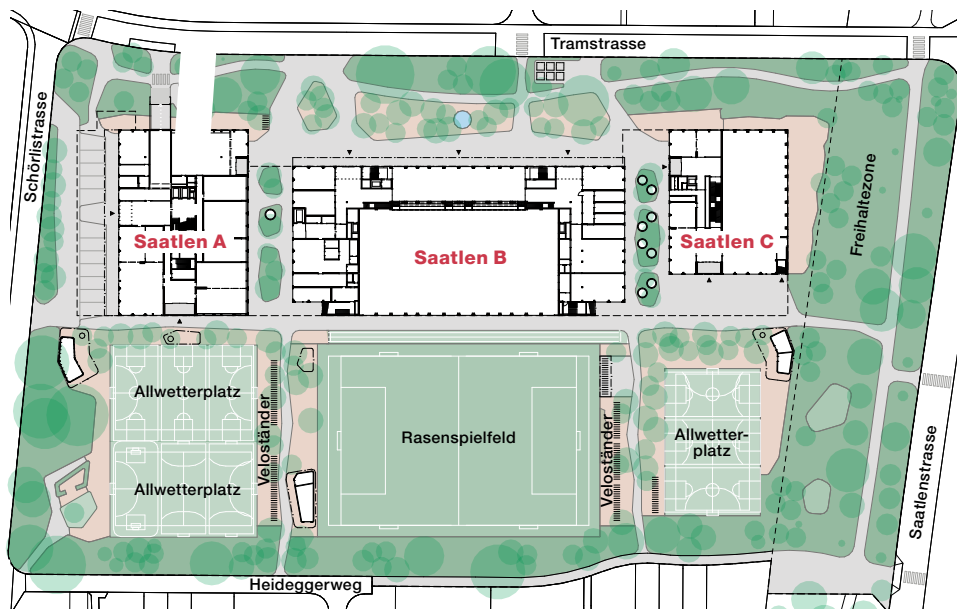 Tramstrasse
Schörlistrasse
Saatlen A
Saatlen B
Saatlen C
Freihaltezone
Allwetterplatz
Allwetterplatz
Veloständer
Rasenspielfeld
Veloständer
Allwetter-
platz
Saatlenstrasse
Heideggerweg